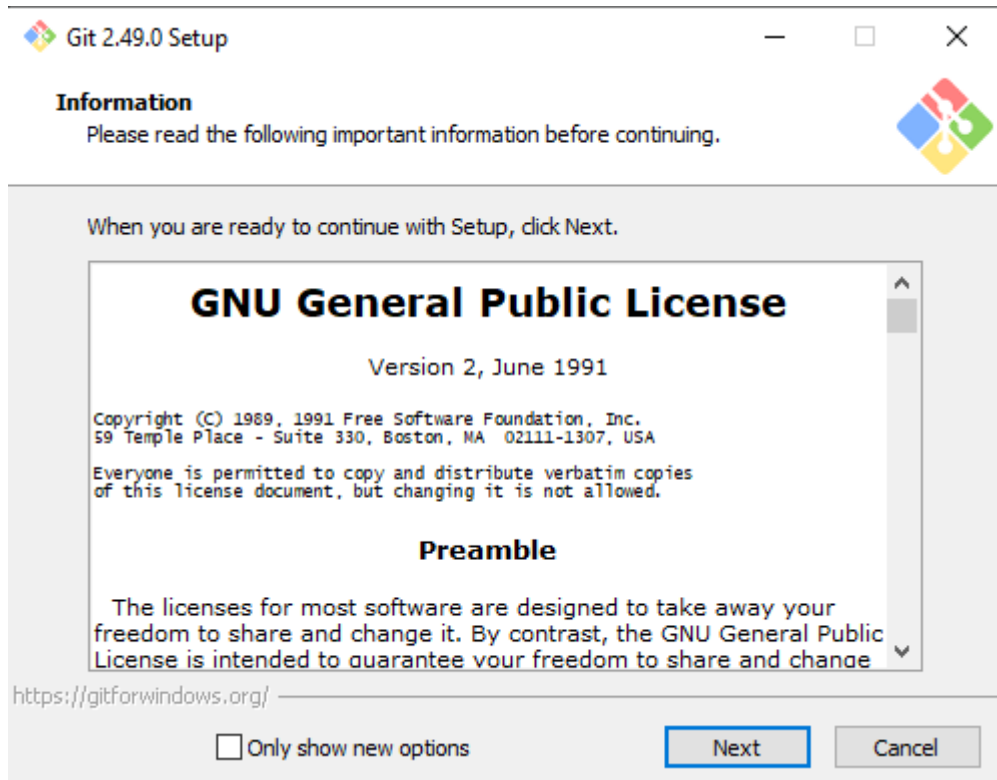 Git 2.49.0 Setup
Information
Please read the following important information before continuing.
When you are ready to continue with Setup, click Next.
GNU General Public License
Version 2, June 1991
Copyright (C) 1989, 1991 Free Software Foundation, Inc.
59 Temple Place - Suite 330, Boston, MA  02111-1307, USA
Everyone is permitted to copy and distribute verbatim copies
of this license document, but changing it is not allowed.
Preamble
The licenses for most software are designed to take away your
freedom to share and change it. By contrast, the GNU General Public
License is intended to guarantee your freedom to share and change
https://gitforwindows.org/
Only show new options
Next
Cancel